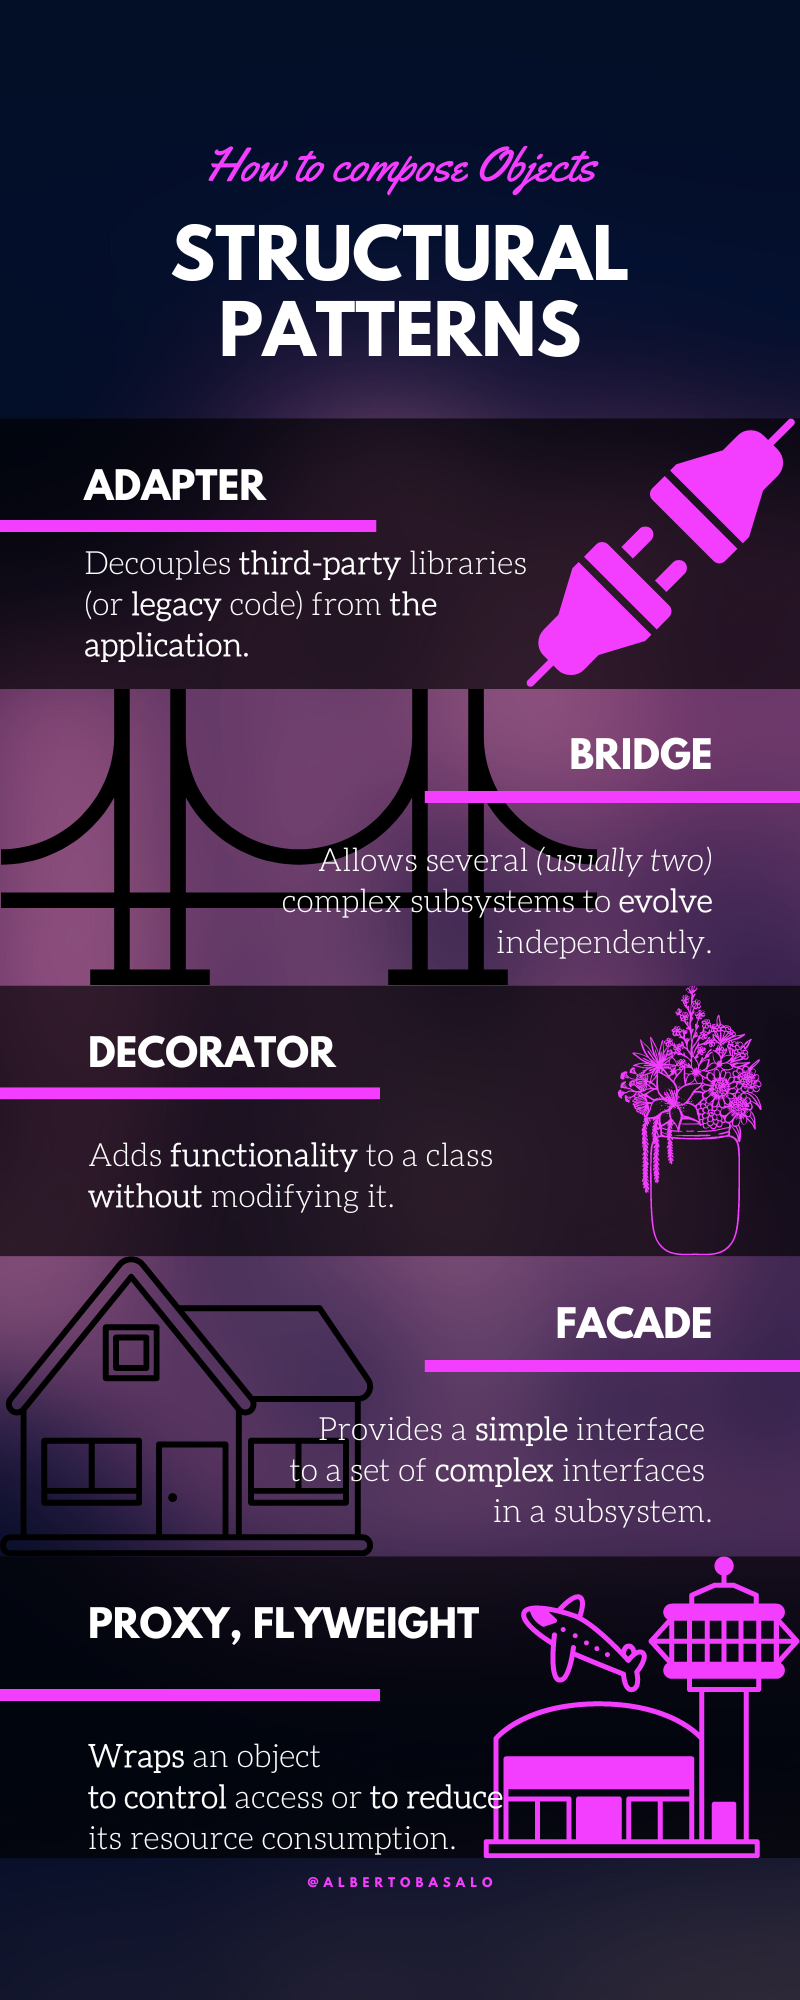 How to compose Objects
STRUCTURAL
PATTERNS
ADAPTER
Decouples third-party libraries
(or legacy code) from the
application.
BRIDGE
Allows several (usually two)
complex subsystems to evolve
independently.
DECORATOR
Adds functionality to a class
without modifying it.
FACADE
Provides a simple interface
to a set of complex interfaces
in a subsystem.
PROXY, FLYWEIGHT
Wraps an object
to control access or to reduce
its resource consumption.
@ALBERTOBASALO